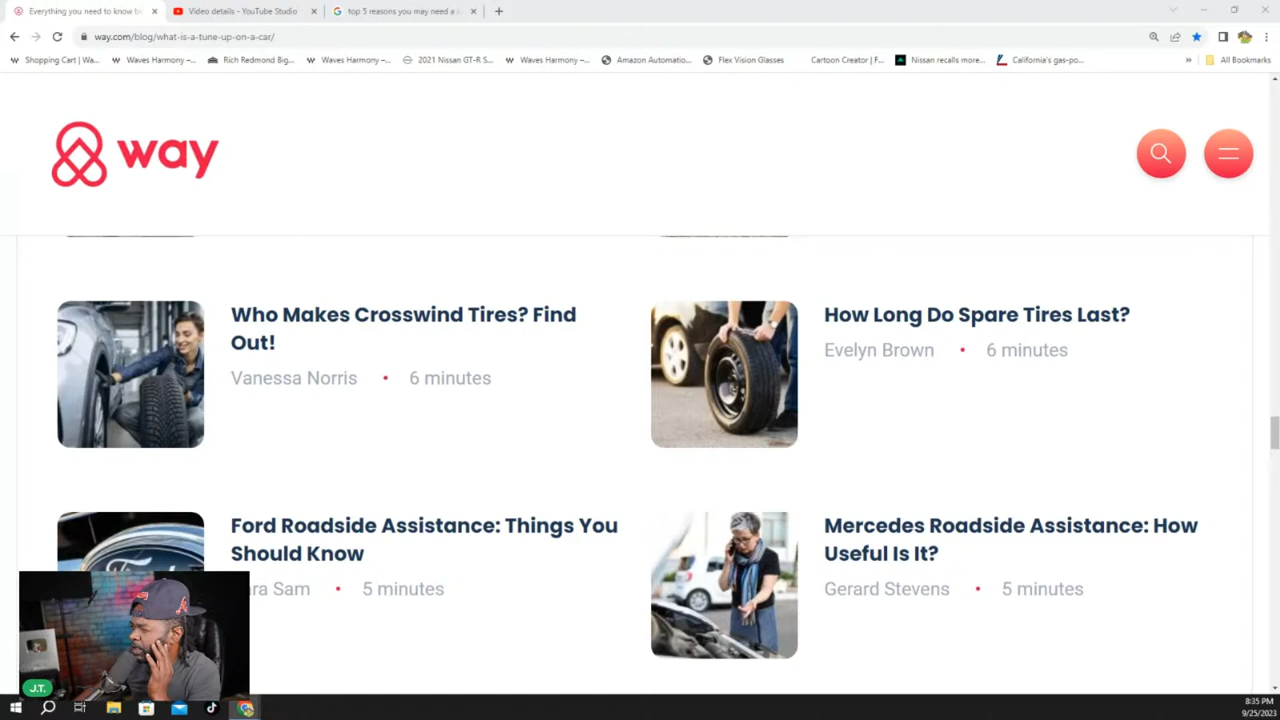 Everything you need to know be
Video details - YouTube Studio
top 5 reasons you may need a
way.com/blog/what-is-a-tune-up-on-a-car/
Shopping Cart | Wa...
Waves Harmony –...
Rich Redmond Big...
Waves Harmony –...
2021 Nissan GT-R S...
Waves Harmony –...
Amazon Automatio...
Flex Vision Glasses
Cartoon Creator | F...
Nissan recalls more...
California's gas-po...
»
All Bookmarks
way
Who Makes Crosswind Tires? Find
Out!
Vanessa Norris • 6 minutes
How Long Do Spare Tires Last?
Evelyn Brown • 6 minutes
Ford Roadside Assistance: Things You
Should Know
Sam • 5 minutes
Mercedes Roadside Assistance: How
Useful Is It?
Gerard Stevens • 5 minutes
J.T.
8:35 PM
9/25/2023